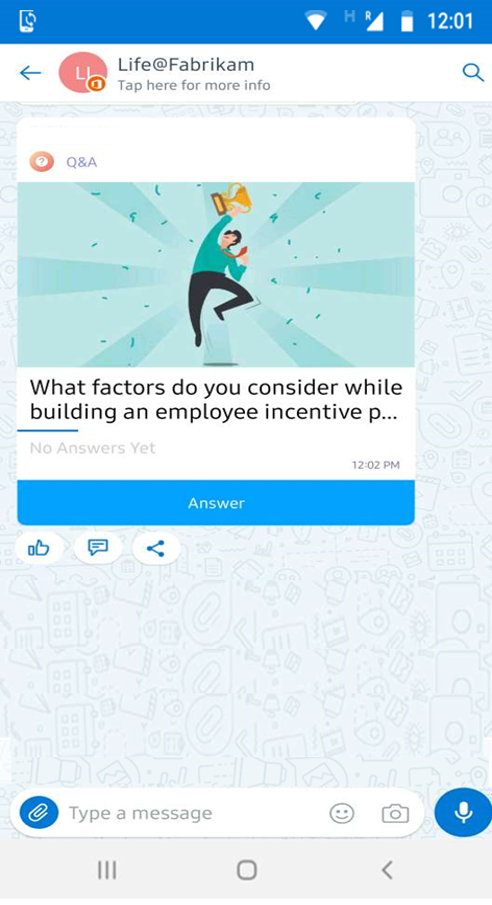 H R 12:01
LI Life@Fabrikam
Tap here for more info
Q&A
What factors do you consider while
building an employee incentive p...
No Answers Yet
12:02 PM
Answer
Type a message